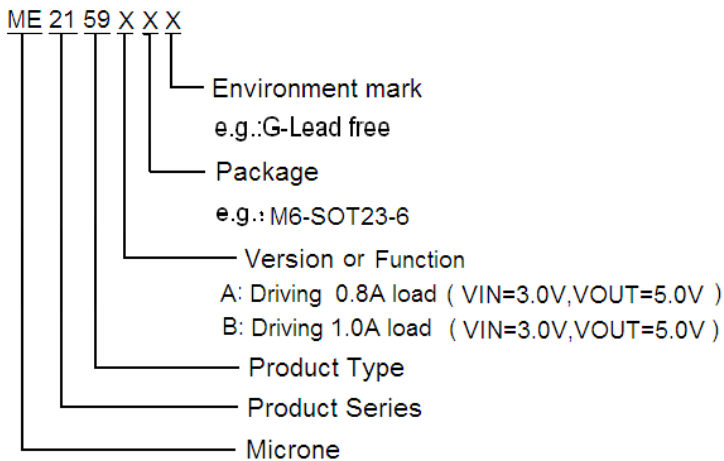 ME 21 59 X X X
Environment mark
e.g.:G-Lead free
Package
e.g.: M6-SOT23-6
Version or Function
A: Driving 0.8A load ( VIN=3.0V,VOUT=5.0V )
B: Driving 1.0A load ( VIN=3.0V,VOUT=5.0V )
Product Type
Product Series
Microne